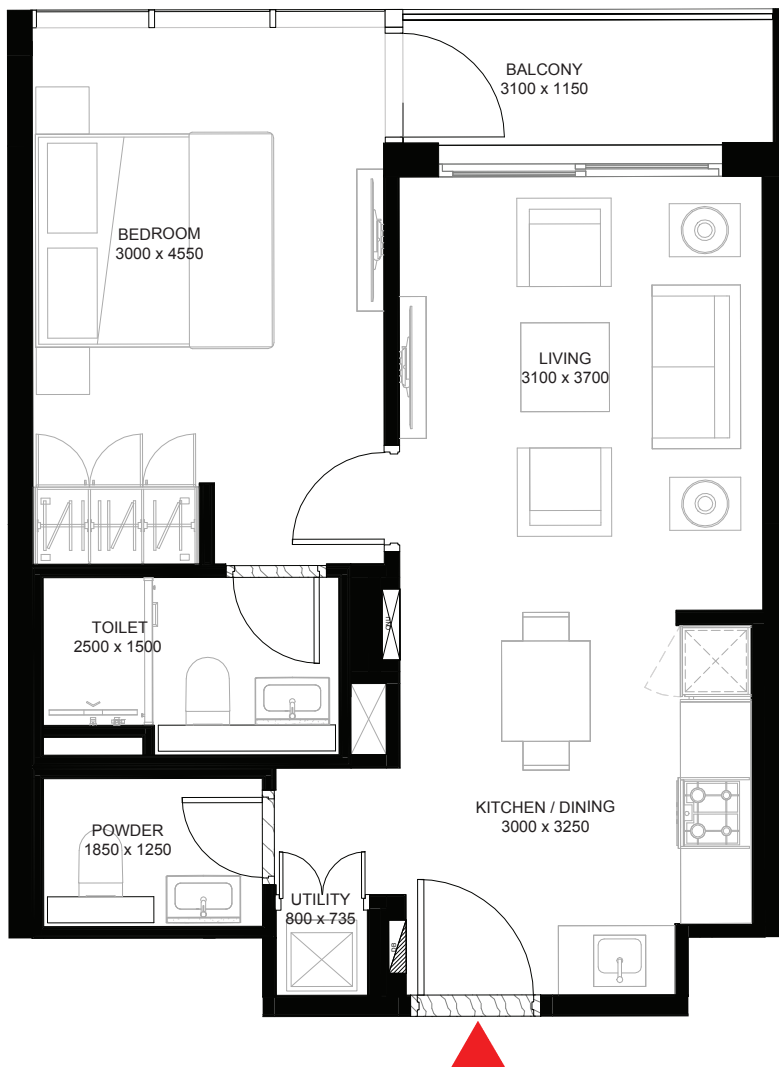 BALCONY
3100 x 1150
BEDROOM
3000 x 4550
LIVING
3100 x 3700
TOILET
2500 x 1500
KITCHEN / DINING
3000 x 3250
POWDER
1850 x 1250
UTILITY
800 x 735